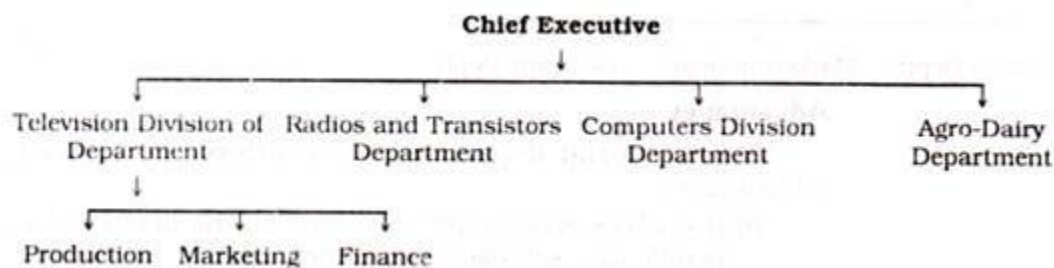 Chief Executive
Television Division of Department
Radios and Transistors Department
Computers Division Department
Agro-Dairy Department
Production Marketing Finance